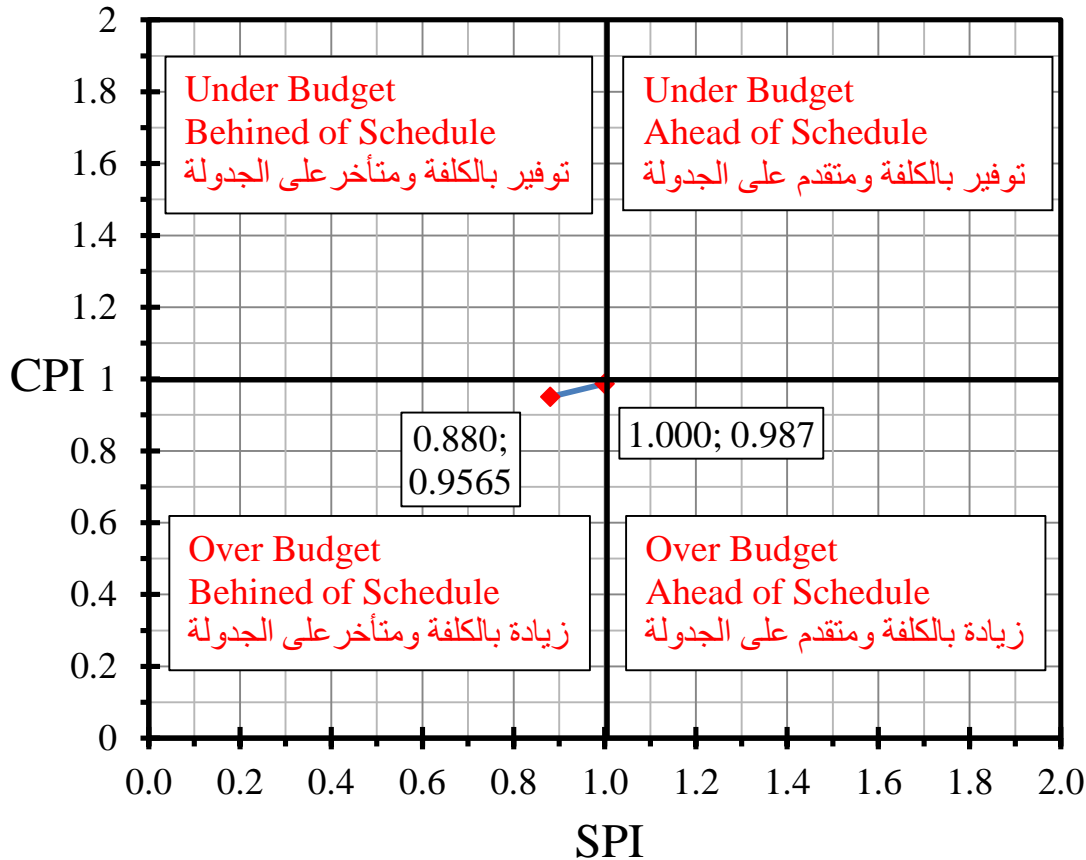 2
1.8
1.6
1.4
1.2
CPI 1
0.8
0.6
0.4
0.2
0
Under Budget
Behined of Schedule
توفير بالكلفة ومتأخر على الجدولة
Under Budget
Ahead of Schedule
توفير بالكلفة ومتقدم على الجدولة
0.880;
0.9565
1.000; 0.987
Over Budget
Behined of Schedule
زيادة بالكلفة ومتأخر على الجدولة
Over Budget
Ahead of Schedule
زيادة بالكلفة ومتقدم على الجدولة
0.0 0.2 0.4 0.6 0.8 1.0 1.2 1.4 1.6 1.8 2.0
SPI